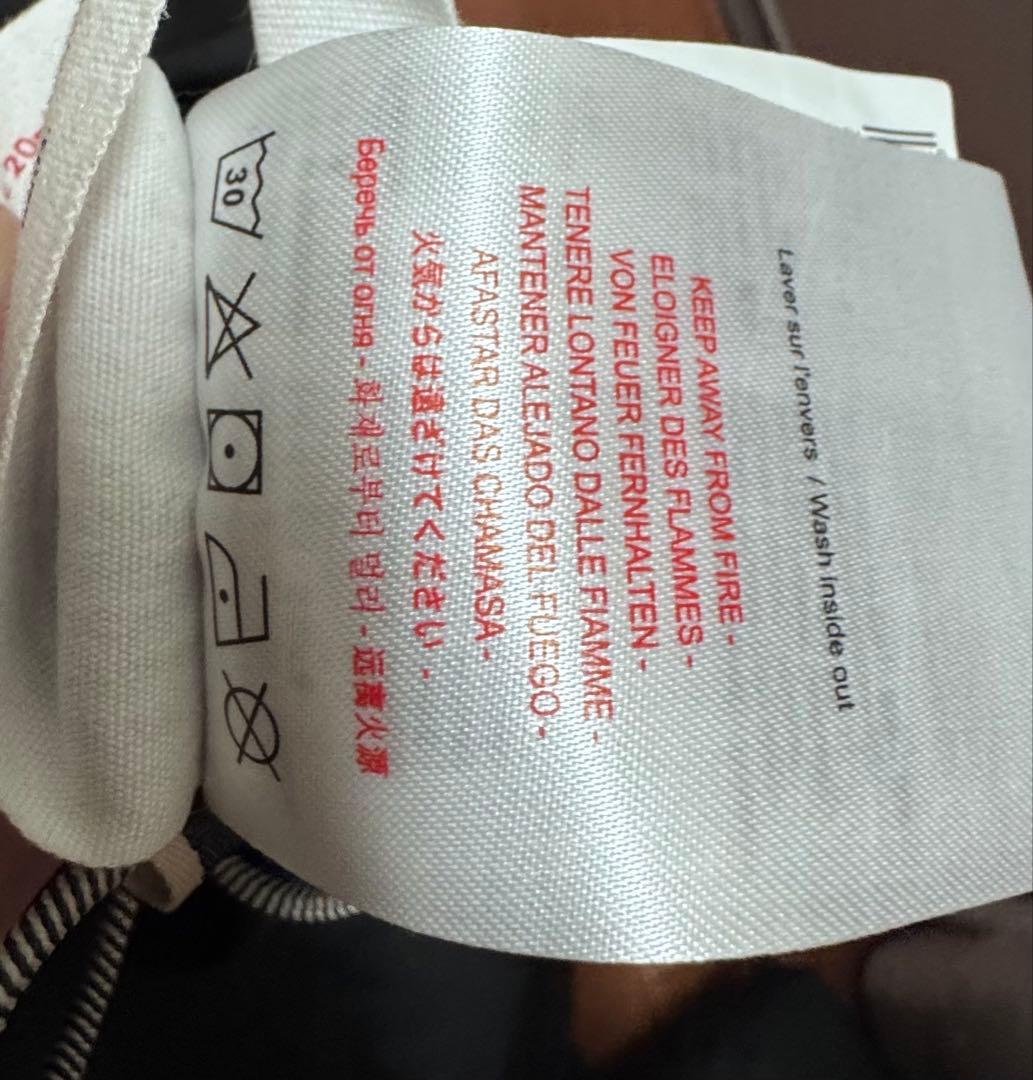 Laver sur l'envers / Wash inside out
KEEP AWAY FROM FIRE -
ELOIGNER DES FLAMMES -
VON FEUER FERNHALTEN -
TENERE LONTANO DALLE FIAMME -
MANTENER ALEJADO DEL FUEGO -
AFASTAR DAS CHAMASA -
火気からは遠ざけてください -
Беречь от огня - 화재로부터 멀리 - 远离火源
30